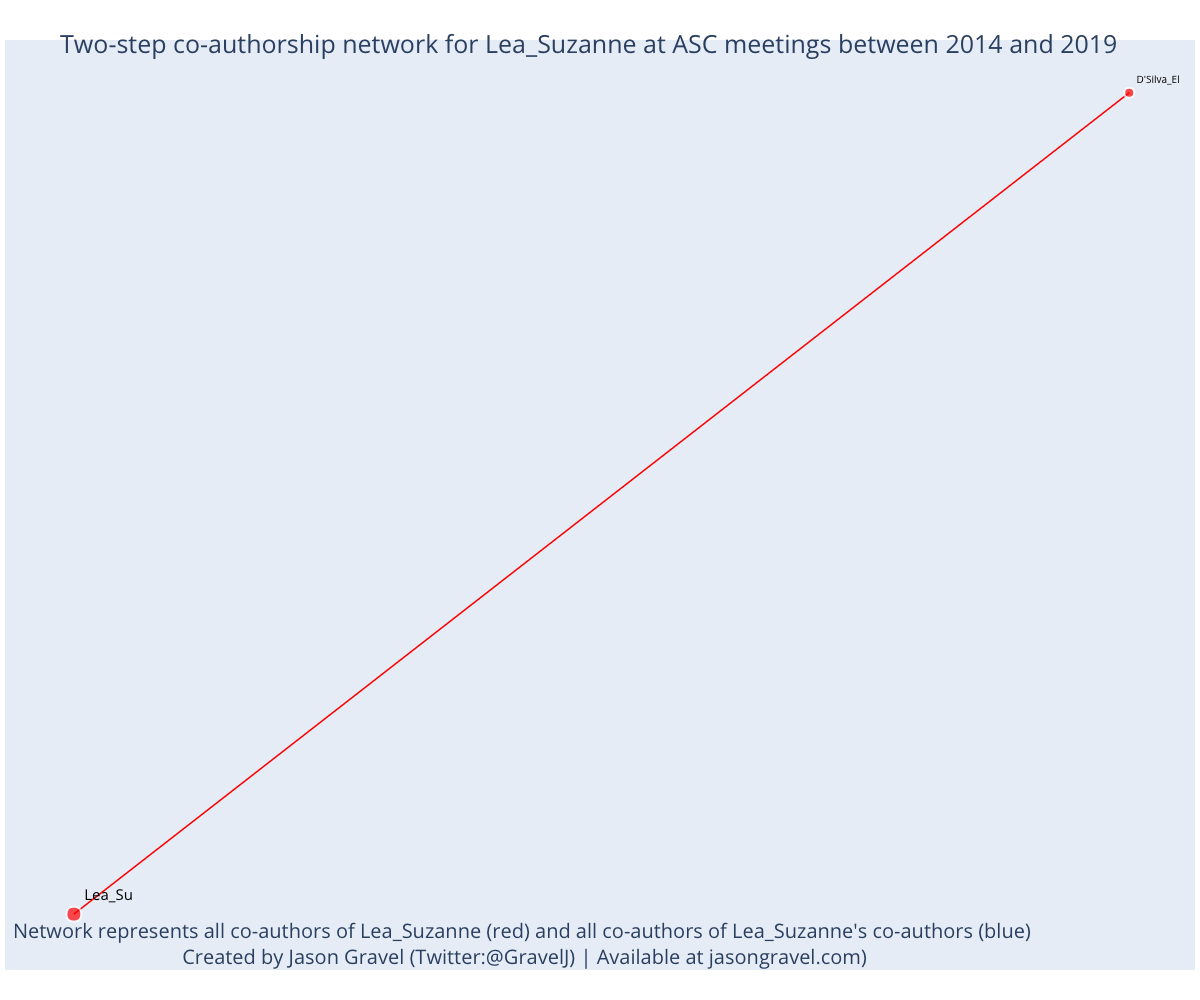 Two-step co-authorship network for Lea_Suzanne at ASC meetings between 2014 and 2019
D'Silva_El
Lea_Su
Network represents all co-authors of Lea_Suzanne (red) and all co-authors of Lea_Suzanne's co-authors (blue)
Created by Jason Gravel (Twitter:@GravelJ) | Available at jasongravel.com)